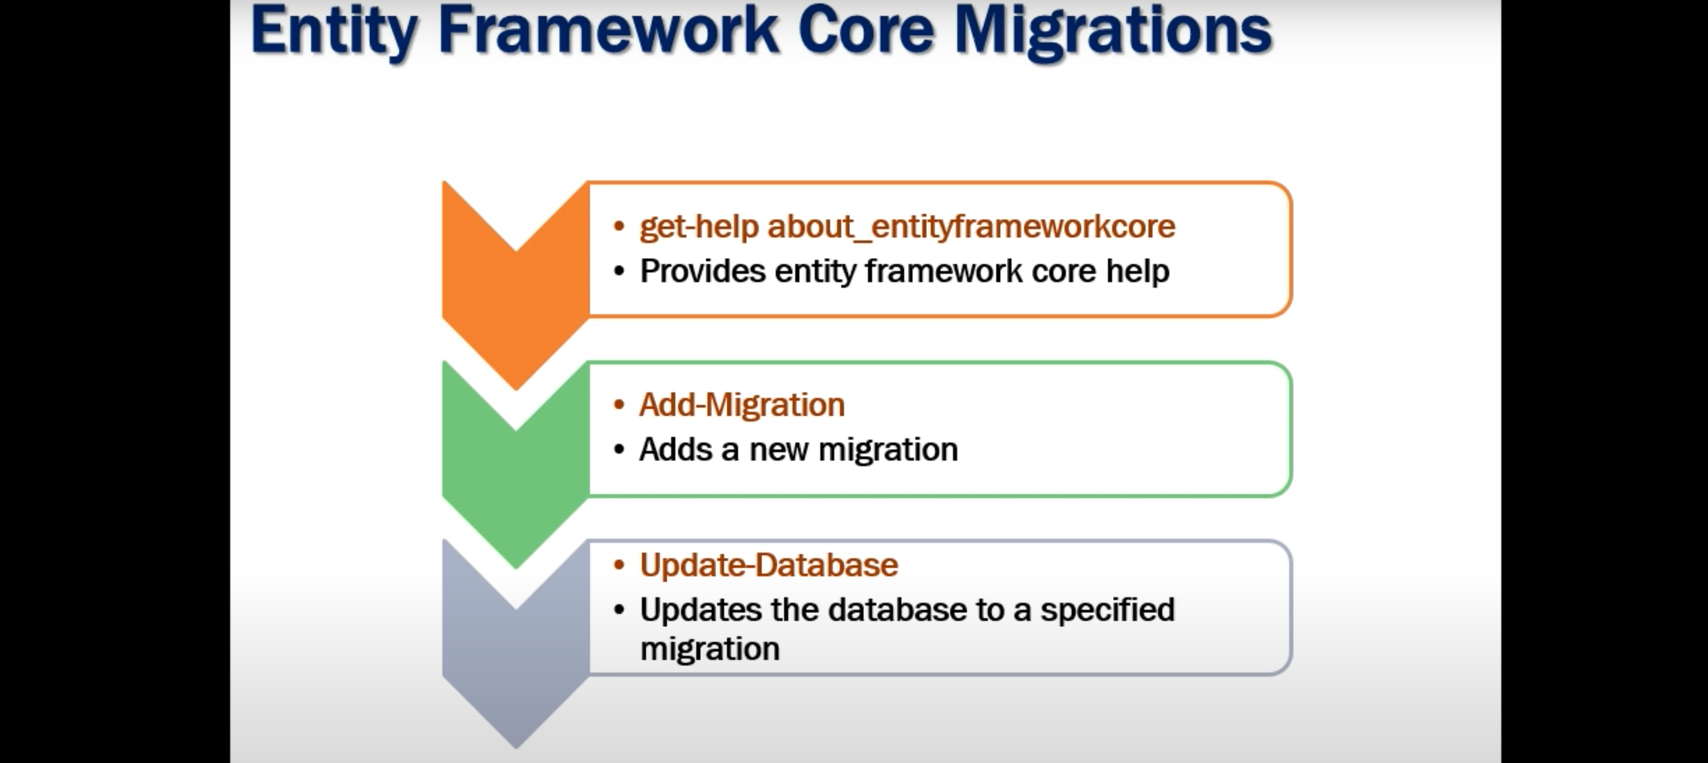 Entity Framework Core Migrations
• get-help about_entityframeworkcore
• Provides entity framework core help
• Add-Migration
• Adds a new migration
• Update-Database
• Updates the database to a specified
migration